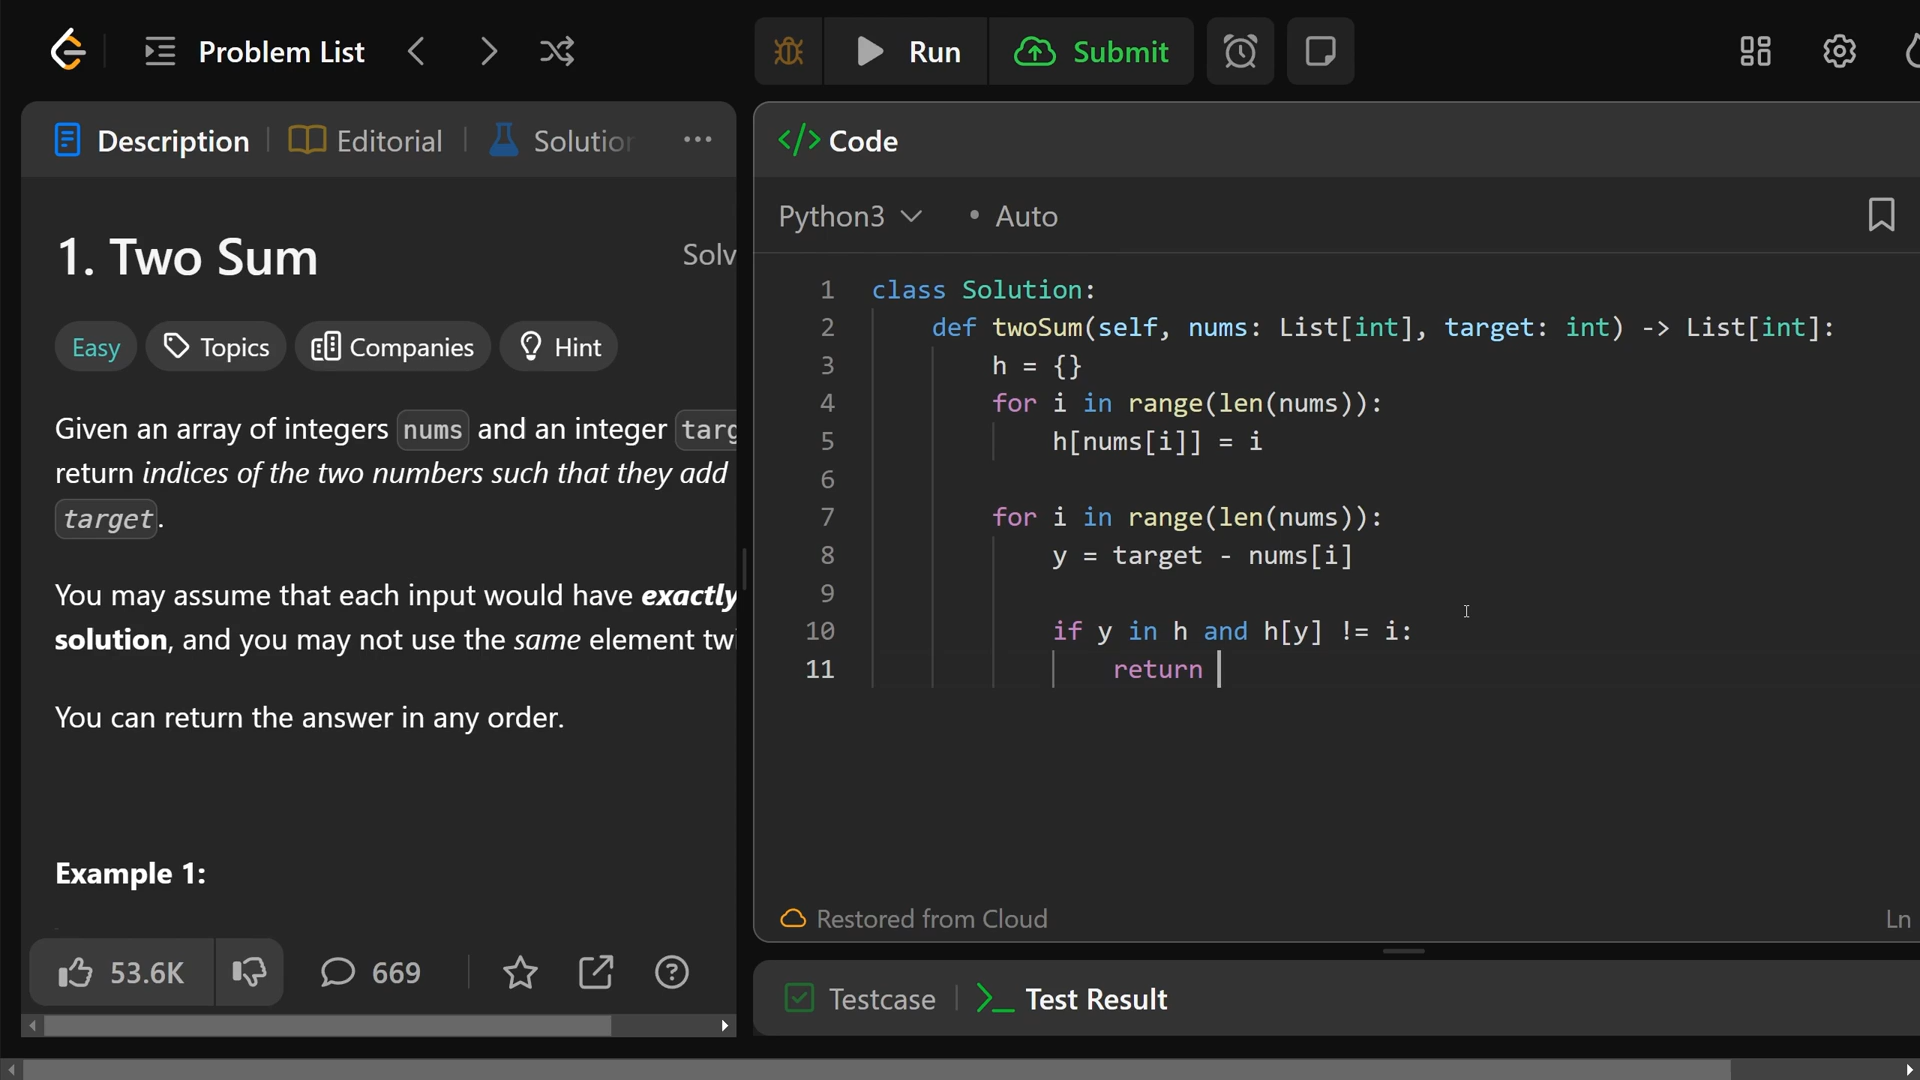 Problem List
Run
Submit
Description
Editorial
Solution
1. Two Sum
Solv
Easy
Topics
Companies
Hint
Given an array of integers nums and an integer targ
return indices of the two numbers such that they add
target.
You may assume that each input would have exactly
solution, and you may not use the same element twi
You can return the answer in any order.
Example 1:
53.6K
669
</> Code
Python3
• Auto
1 class Solution:
2 def twoSum(self, nums: List[int], target: int) -> List[int]:
3 h = {}
4 for i in range(len(nums)):
5 h[nums[i]] = i
6
7 for i in range(len(nums)):
8 y = target - nums[i]
9
10 if y in h and h[y] != i:
11 return
Restored from Cloud
Ln
Testcase
>_ Test Result